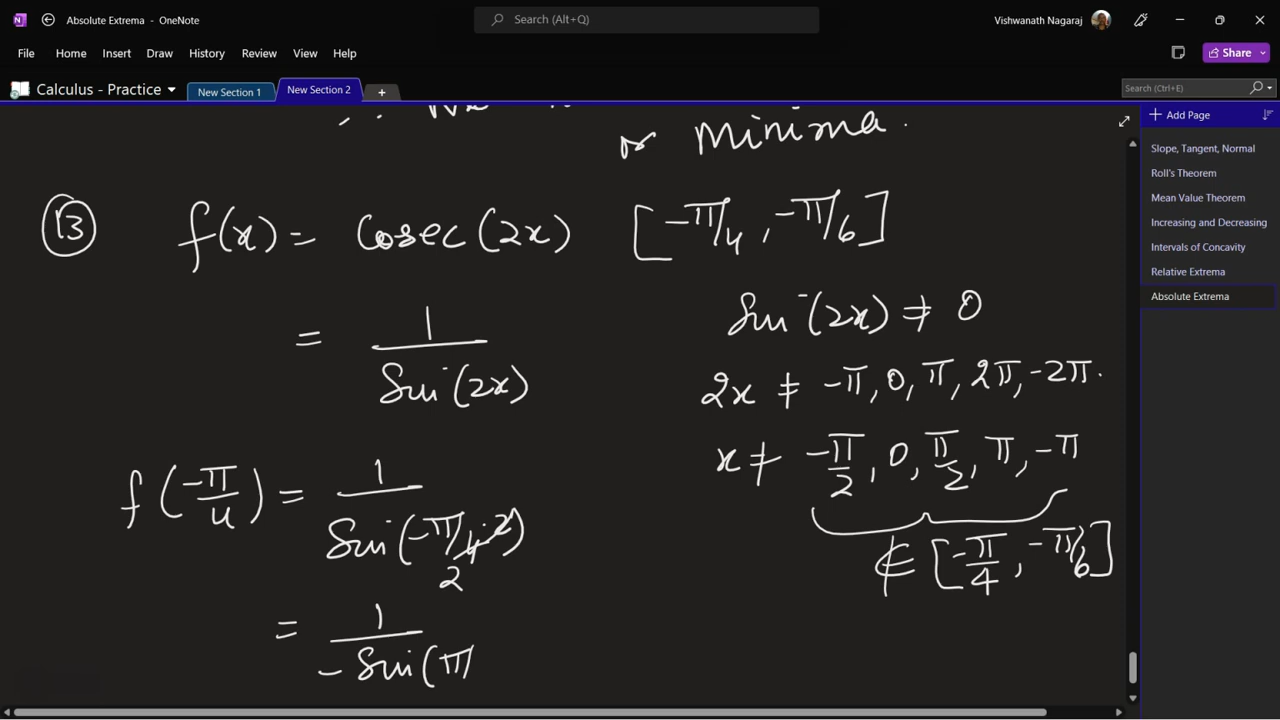 Absolute Extrema - OneNote
Search (Alt+Q)
Vishwanath Nagaraj
File Home Insert Draw History Review View Help
Share
Calculus - Practice
New Section 1
New Section 2
+
Search (Ctrl+E)
Add Page
Slope, Tangent, Normal
Roll's Theorem
Mean Value Theorem
Increasing and Decreasing
Intervals of Concavity
Relative Extrema
Absolute Extrema
or Minima.
13 f(x) = Cosec(2x) [-π/4, -π/6]
= 1/Sin(2x)
Sin(2x) ≠ 0
2x ≠ -π, 0, π, 2π, -2π.
x ≠ -π/2, 0, π/2, π, -π
∉ [-π/4, -π/6]
f(-π/4) = 1/Sin(-π/4·2)
2
= 1/-Sin(π